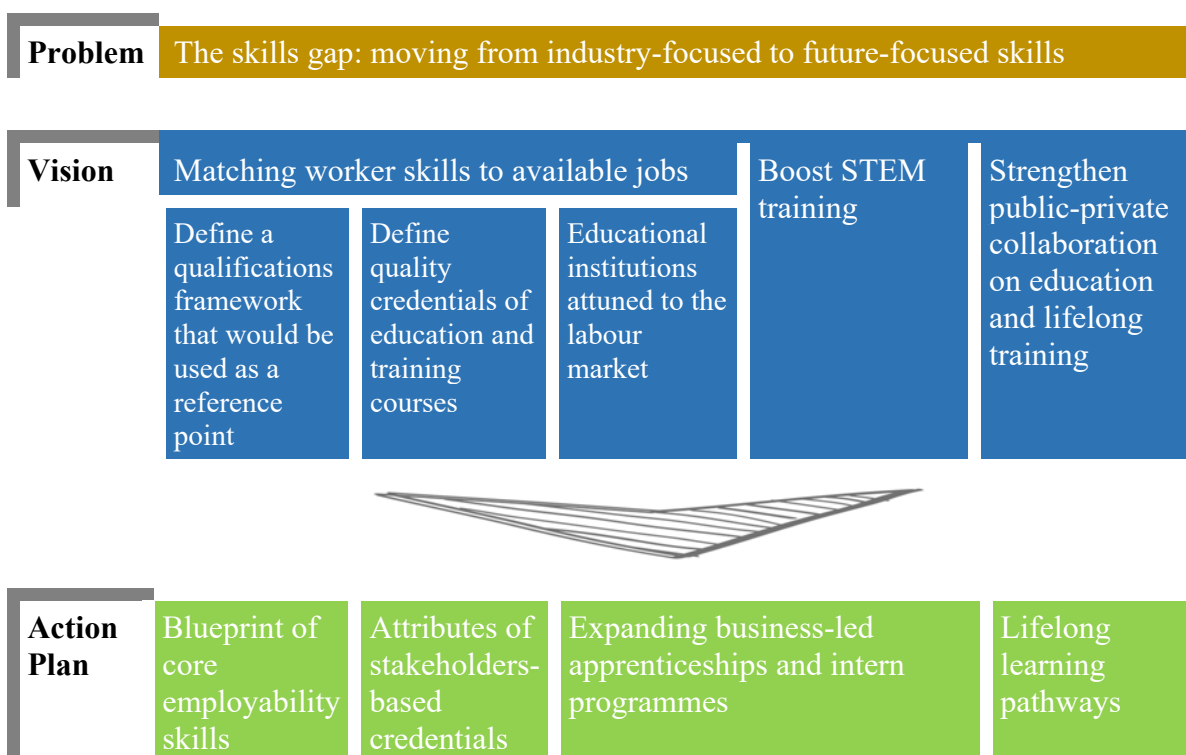 Problem
The skills gap: moving from industry-focused to future-focused skills
Vision
Matching worker skills to available jobs
Define a
qualifications
framework
that would be
used as a
reference
point
Define
quality
credentials of
education and
training
courses
Educational
institutions
attuned to the
labour
market
Boost STEM
training
Strengthen
public-private
collaboration
on education
and lifelong
training
Action
Plan
Blueprint of
core
employability
skills
Attributes of
stakeholders-
based
credentials
Expanding business-led
apprenticeships and intern
programmes
Lifelong
learning
pathways